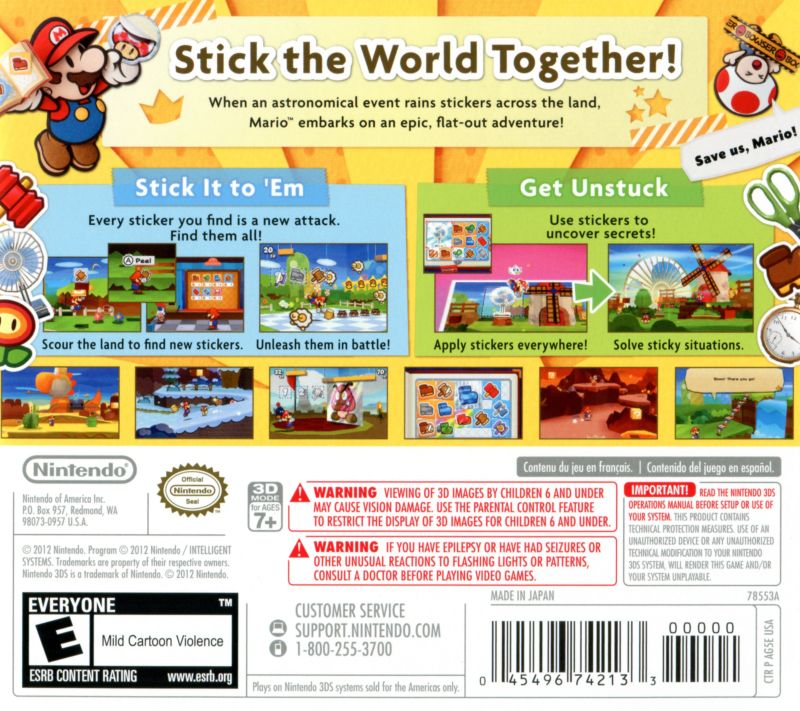 Stick the World Together!
When an astronomical event rains stickers across the land,
Mario™ embarks on an epic, flat-out adventure!
ER BOWSER BO
Save us, Mario!
Stick It to 'Em
Every sticker you find is a new attack.
Find them all!
A Peel
20
Scour the land to find new stickers.
Unleash them in battle!
Get Unstuck
Use stickers to
uncover secrets!
Apply stickers everywhere!
Solve sticky situations.
Nintendo®
Nintendo of America Inc.
P.O. Box 957, Redmond, WA
98073-0957 U.S.A.
Official
Nintendo
Seal
© 2012 Nintendo. Program © 2012 Nintendo / INTELLIGENT
SYSTEMS. Trademarks are property of their respective owners.
Nintendo 3DS is a trademark of Nintendo. © 2012 Nintendo.
3D
MODE
for AGES
7+
WARNING VIEWING OF 3D IMAGES BY CHILDREN 6 AND UNDER
MAY CAUSE VISION DAMAGE. USE THE PARENTAL CONTROL FEATURE
TO RESTRICT THE DISPLAY OF 3D IMAGES FOR CHILDREN 6 AND UNDER.
WARNING IF YOU HAVE EPILEPSY OR HAVE HAD SEIZURES OR
OTHER UNUSUAL REACTIONS TO FLASHING LIGHTS OR PATTERNS,
CONSULT A DOCTOR BEFORE PLAYING VIDEO GAMES.
Contenu du jeu en français. | Contenido del juego en español.
IMPORTANT! READ THE NINTENDO 3DS
OPERATIONS MANUAL BEFORE SETUP OR USE OF
YOUR SYSTEM. THIS PRODUCT CONTAINS
TECHNICAL PROTECTION MEASURES. USE OF AN
UNAUTHORIZED DEVICE OR ANY UNAUTHORIZED
TECHNICAL MODIFICATION TO YOUR NINTENDO
3DS SYSTEM, WILL RENDER THIS GAME AND/OR
YOUR SYSTEM UNPLAYABLE.
MADE IN JAPAN
78553A
EVERYONE ™
E
Mild Cartoon Violence
ESRB CONTENT RATING www.esrb.org
CUSTOMER SERVICE
SUPPORT.NINTENDO.COM
1-800-255-3700
Plays on Nintendo 3DS systems sold for the Americas only.
00000
0 45496 74213 3
CTR P AG5E USA